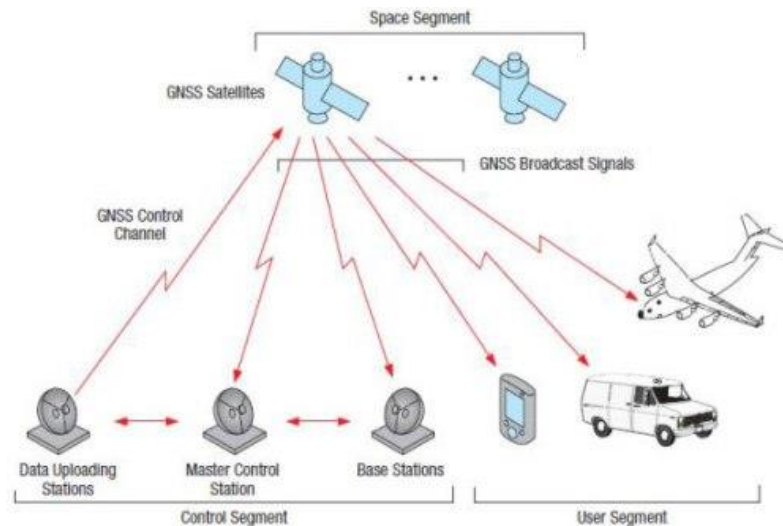 Space Segment
GNSS Satellites
GNSS Broadcast Signals
GNSS Control
Channel
Data Uploading
Stations
Master Control
Station
Base Stations
Control Segment
User Segment